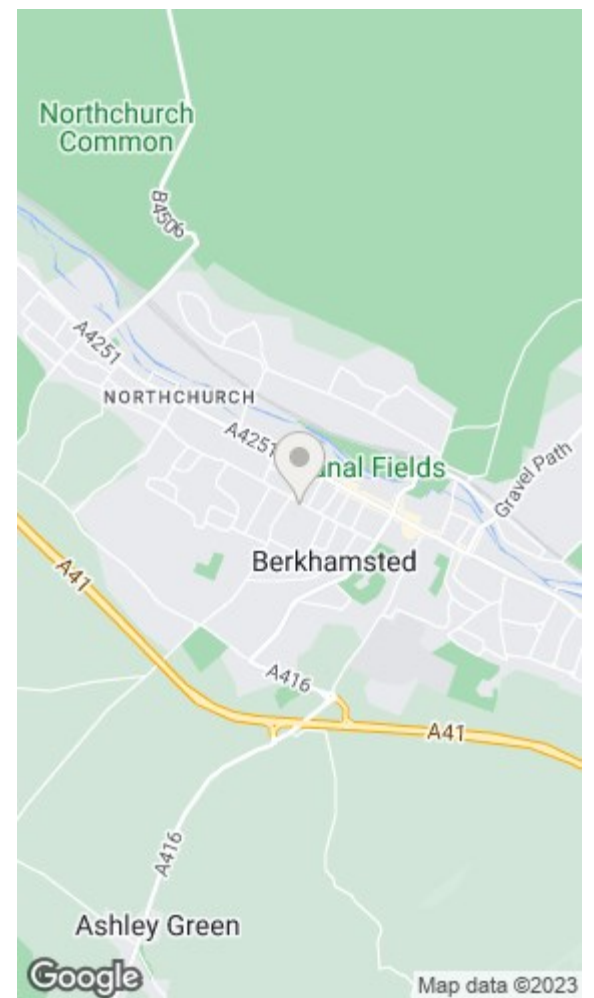 Northchurch
Common
B4506
A4251
NORTHCHURCH
A4251
anal Fields
Gravel Path
Berkhamsted
A41
A416
A41
A416
Ashley Green
Google
Map data ©2023